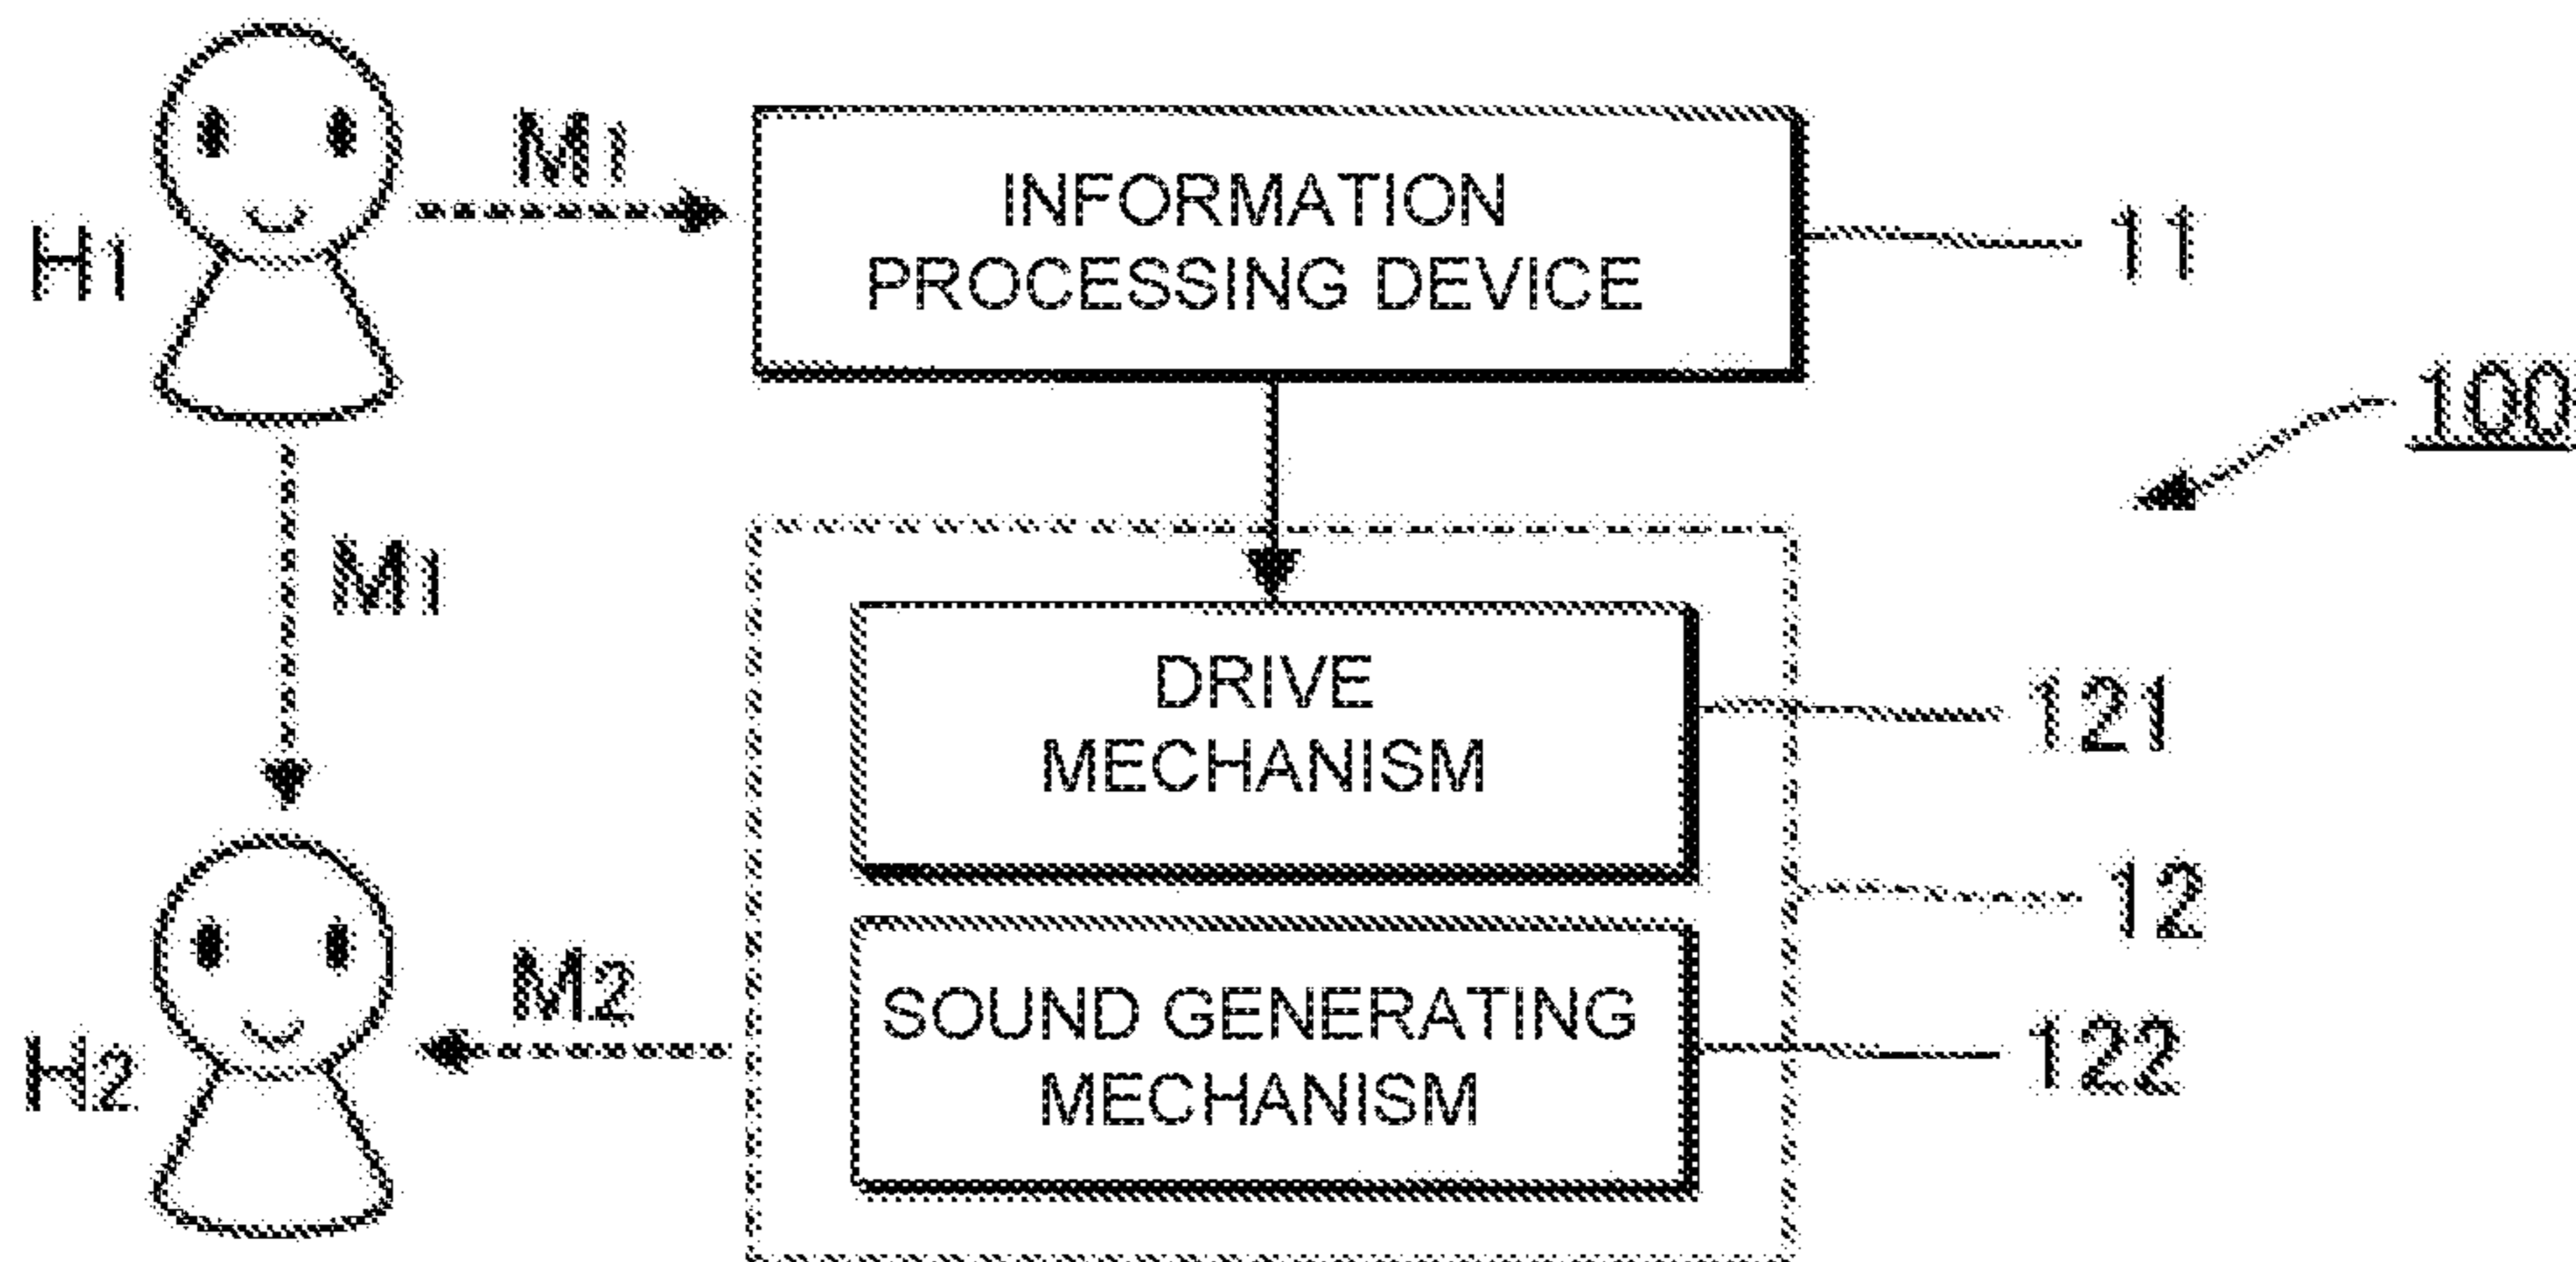 M1
INFORMATION
PROCESSING DEVICE
11
H1
100
M1
DRIVE
MECHANISM
121
12
M2
SOUND GENERATING
MECHANISM
122
H2